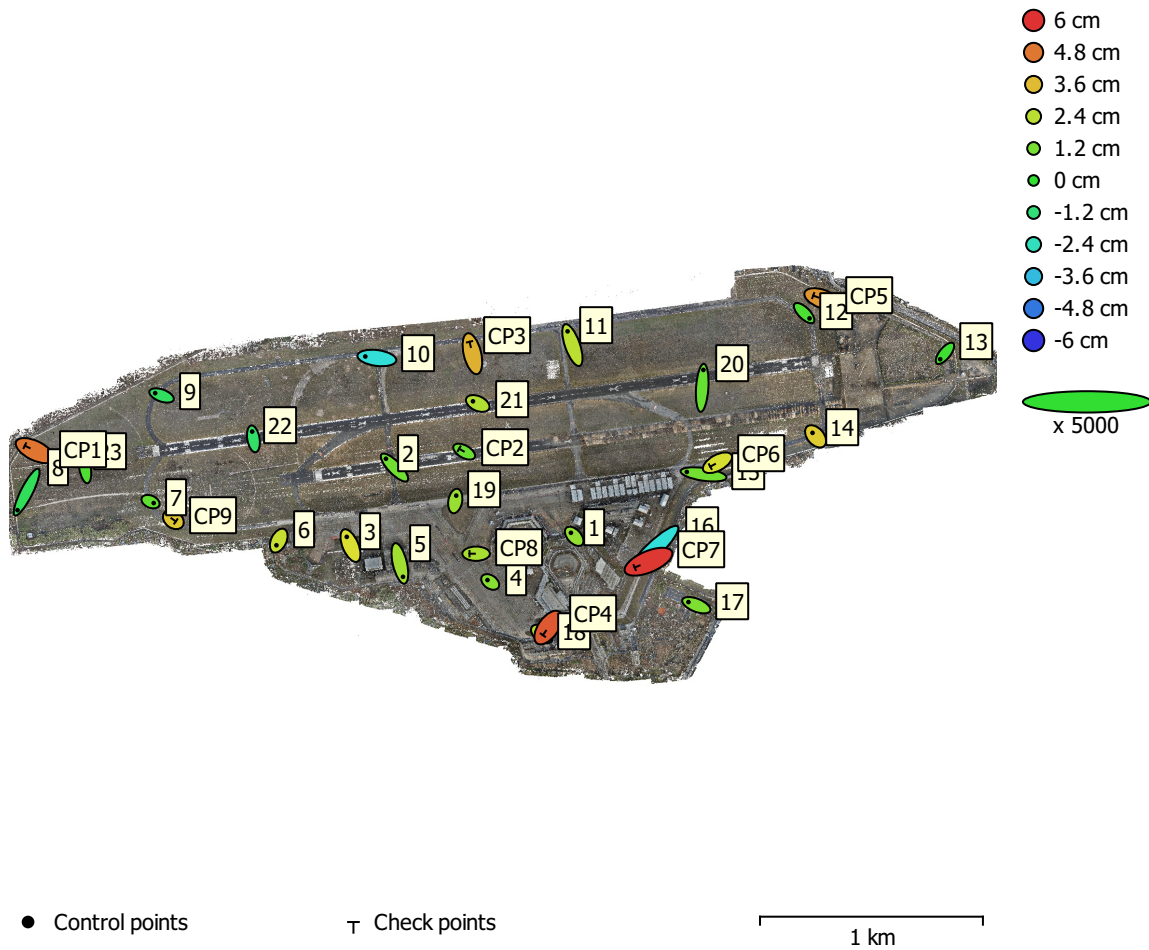 6 cm
4.8 cm
3.6 cm
2.4 cm
1.2 cm
0 cm
-1.2 cm
-2.4 cm
-3.6 cm
-4.8 cm
-6 cm
x 5000
CP5
12
11
CP3
10
13
20
9
21
22
14
CP1
23
8
2
CP2
CP6
15
7
CP9
19
6
3
5
CP8
1
16
CP7
4
17
CP4
18
Control points
Check points
1 km